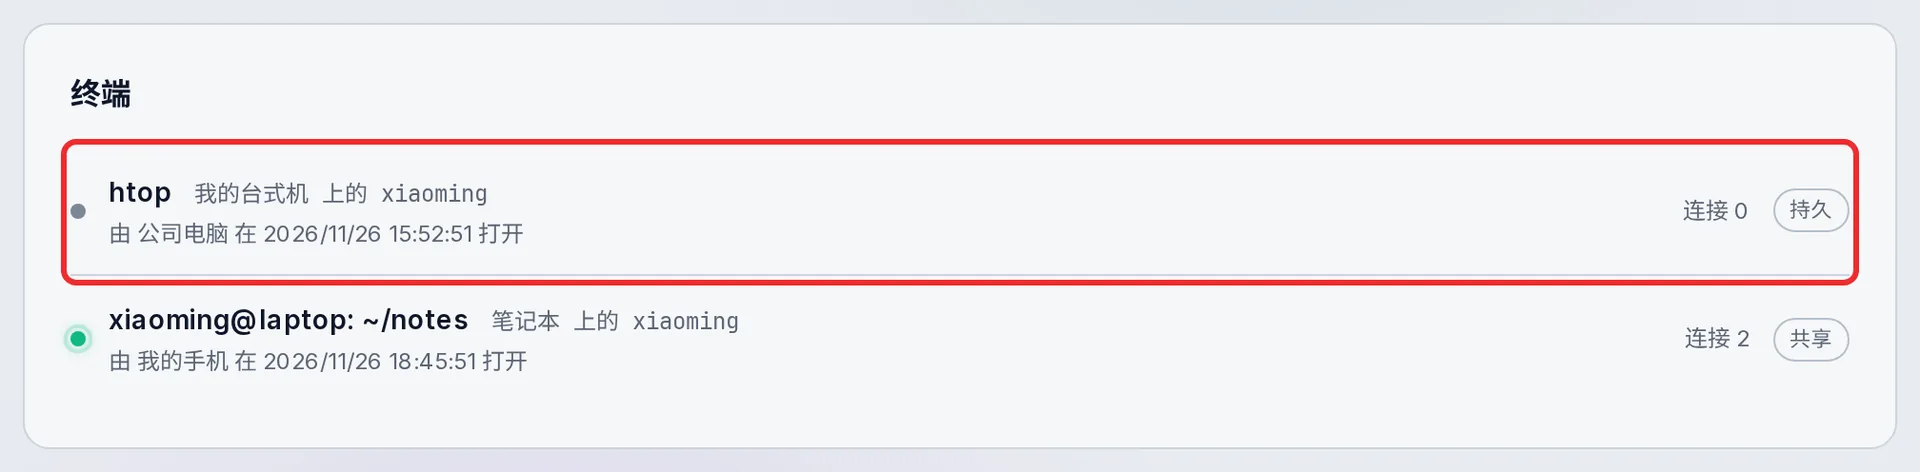 终端
htop 我的台式机 上的 xiaoming
由 公司电脑 在 2026/11/26 15:52:51 打开
连接 0 持久
xiaoming@laptop: ~/notes 笔记本 上的 xiaoming
由 我的手机 在 2026/11/26 18:45:51 打开
连接 2 共享